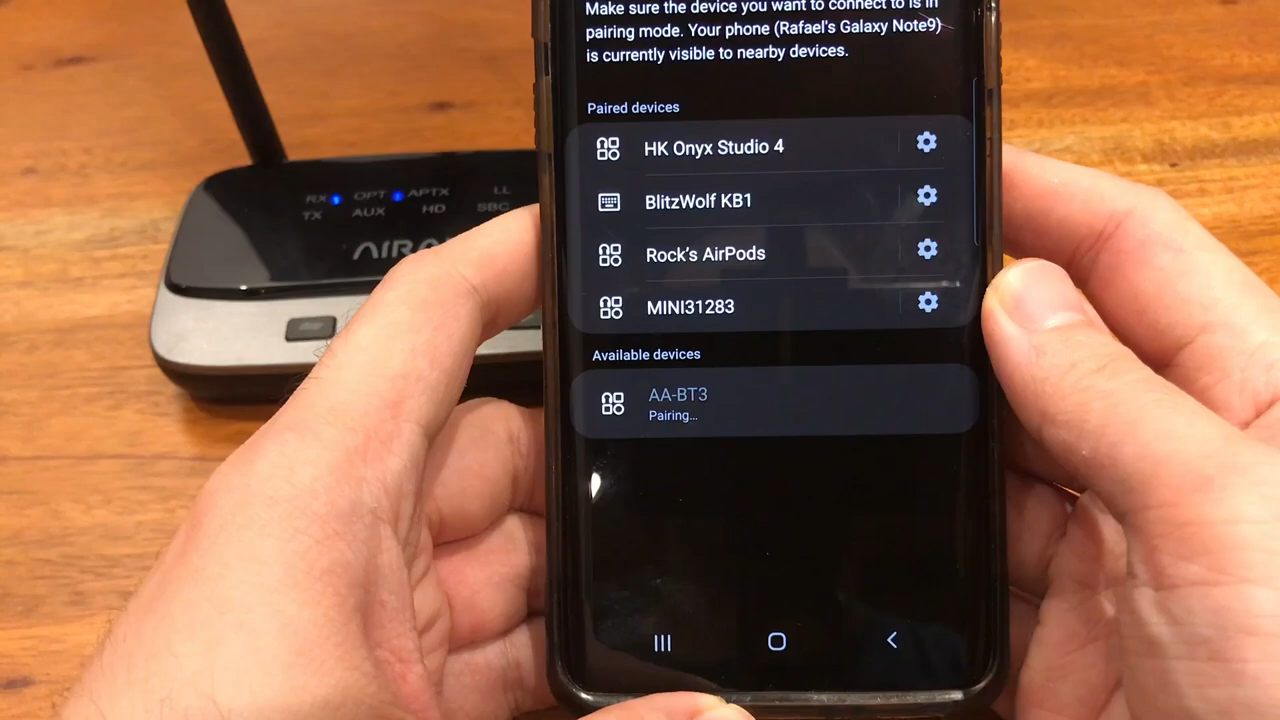 Make sure the device you want to connect to is in
pairing mode. Your phone (Rafael's Galaxy Note9)
is currently visible to nearby devices.
Paired devices
HK Onyx Studio 4
BlitzWolf KB1
Rock’s AirPods
MINI31283
Available devices
AA-BT3
Pairing...
RX OPT APTX LL
TX AUX HD SBC